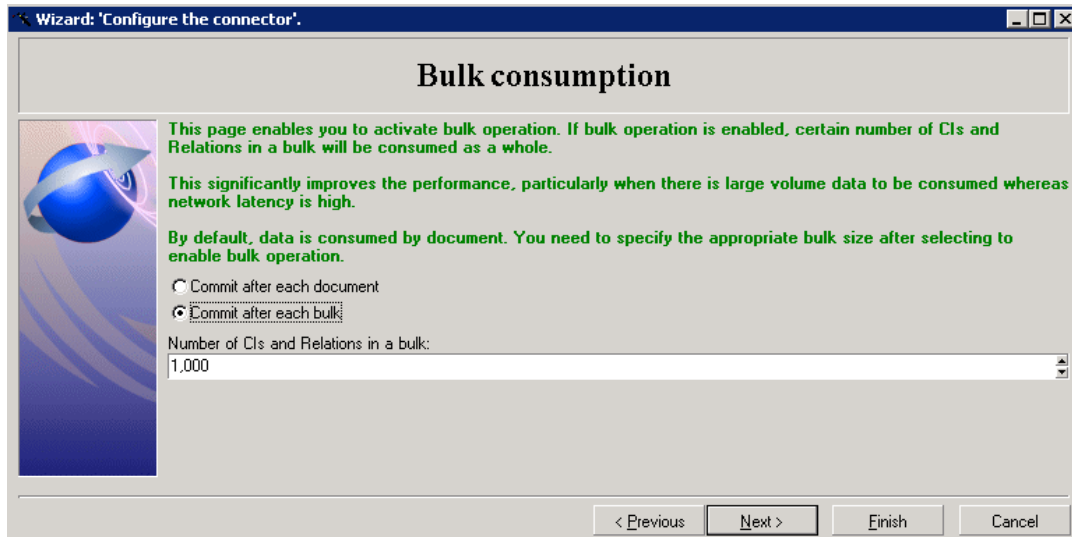 Wizard: 'Configure the connector'.
Bulk consumption
This page enables you to activate bulk operation. If bulk operation is enabled, certain number of CIs and
Relations in a bulk will be consumed as a whole.
This significantly improves the performance, particularly when there is large volume data to be consumed whereas
network latency is high.
By default, data is consumed by document. You need to specify the appropriate bulk size after selecting to
enable bulk operation.
Commit after each document
Commit after each bulk
Number of CIs and Relations in a bulk:
1,000
< Previous Next > Finish Cancel